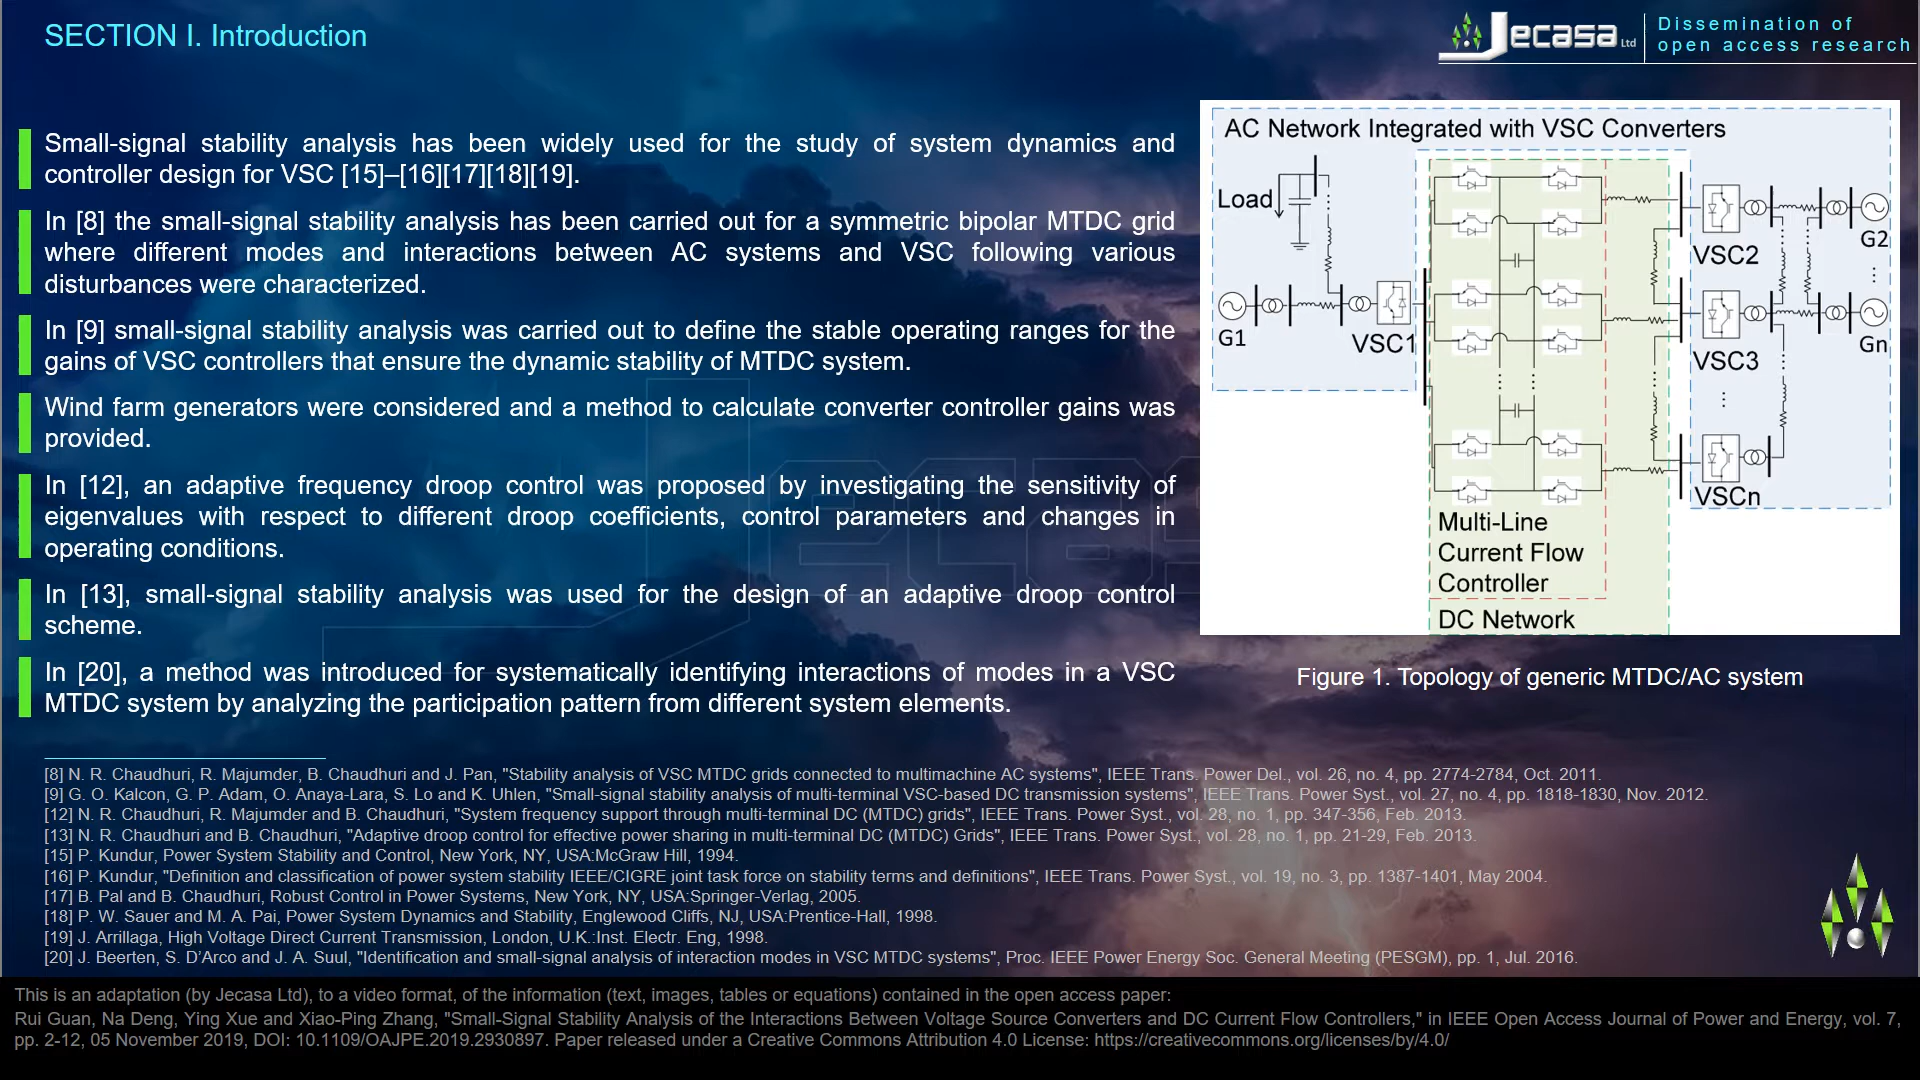 SECTION I. Introduction
Jecasa Ltd
Dissemination of
open access research
Small-signal stability analysis has been widely used for the study of system dynamics and
controller design for VSC [15]–[16][17][18][19].
In [8] the small-signal stability analysis has been carried out for a symmetric bipolar MTDC grid
where different modes and interactions between AC systems and VSC following various
disturbances were characterized.
In [9] small-signal stability analysis was carried out to define the stable operating ranges for the
gains of VSC controllers that ensure the dynamic stability of MTDC system.
Wind farm generators were considered and a method to calculate converter controller gains was
provided.
In [12], an adaptive frequency droop control was proposed by investigating the sensitivity of
eigenvalues with respect to different droop coefficients, control parameters and changes in
operating conditions.
In [13], small-signal stability analysis was used for the design of an adaptive droop control
scheme.
In [20], a method was introduced for systematically identifying interactions of modes in a VSC
MTDC system by analyzing the participation pattern from different system elements.
AC Network Integrated with VSC Converters
Load
G1
VSC1
VSC2
G2
VSC3
Gn
VSCn
Multi-Line
Current Flow
Controller
DC Network
Figure 1. Topology of generic MTDC/AC system
[8] N. R. Chaudhuri, R. Majumder, B. Chaudhuri and J. Pan, "Stability analysis of VSC MTDC grids connected to multimachine AC systems", IEEE Trans. Power Del., vol. 26, no. 4, pp. 2774-2784, Oct. 2011.
[9] G. O. Kalcon, G. P. Adam, O. Anaya-Lara, S. Lo and K. Uhlen, "Small-signal stability analysis of multi-terminal VSC-based DC transmission systems", IEEE Trans. Power Syst., vol. 27, no. 4, pp. 1818-1830, Nov. 2012.
[12] N. R. Chaudhuri, R. Majumder and B. Chaudhuri, "System frequency support through multi-terminal DC (MTDC) grids", IEEE Trans. Power Syst., vol. 28, no. 1, pp. 347-356, Feb. 2013.
[13] N. R. Chaudhuri and B. Chaudhuri, "Adaptive droop control for effective power sharing in multi-terminal DC (MTDC) Grids", IEEE Trans. Power Syst., vol. 28, no. 1, pp. 21-29, Feb. 2013.
[15] P. Kundur, Power System Stability and Control, New York, NY, USA:McGraw Hill, 1994.
[16] P. Kundur, "Definition and classification of power system stability IEEE/CIGRE joint task force on stability terms and definitions", IEEE Trans. Power Syst., vol. 19, no. 3, pp. 1387-1401, May 2004.
[17] B. Pal and B. Chaudhuri, Robust Control in Power Systems, New York, NY, USA:Springer-Verlag, 2005.
[18] P. W. Sauer and M. A. Pai, Power System Dynamics and Stability, Englewood Cliffs, NJ, USA:Prentice-Hall, 1998.
[19] J. Arrillaga, High Voltage Direct Current Transmission, London, U.K.:Inst. Electr. Eng, 1998.
[20] J. Beerten, S. D’Arco and J. A. Suul, "Identification and small-signal analysis of interaction modes in VSC MTDC systems", Proc. IEEE Power Energy Soc. General Meeting (PESGM), pp. 1, Jul. 2016.
This is an adaptation (by Jecasa Ltd), to a video format, of the information (text, images, tables or equations) contained in the open access paper:
Rui Guan, Na Deng, Ying Xue and Xiao-Ping Zhang, "Small-Signal Stability Analysis of the Interactions Between Voltage Source Converters and DC Current Flow Controllers," in IEEE Open Access Journal of Power and Energy, vol. 7,
pp. 2-12, 05 November 2019, DOI: 10.1109/OAJPE.2019.2930897. Paper released under a Creative Commons Attribution 4.0 License: https://creativecommons.org/licenses/by/4.0/